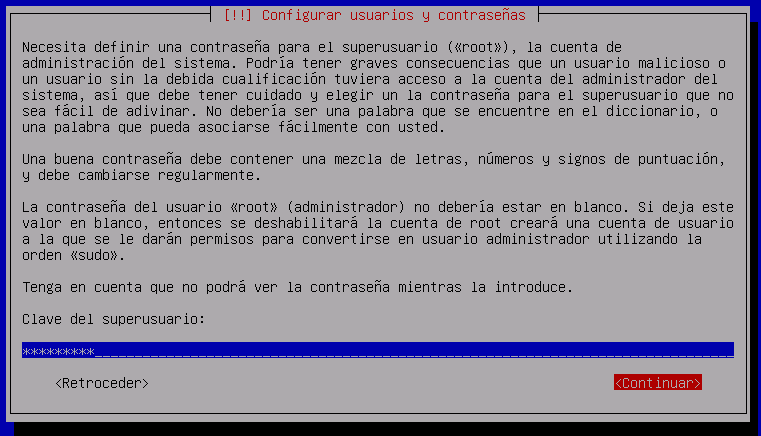 [!!] Configurar usuarios y contraseñas
Necesita definir una contraseña para el superusuario («root»), la cuenta de
administración del sistema. Podría tener graves consecuencias que un usuario malicioso o
un usuario sin la debida cualificación tuviera acceso a la cuenta del administrador del
sistema, así que debe tener cuidado y elegir un la contraseña para el superusuario que no
sea fácil de adivinar. No debería ser una palabra que se encuentre en el diccionario, o
una palabra que pueda asociarse fácilmente con usted.
Una buena contraseña debe contener una mezcla de letras, números y signos de puntuación,
y debe cambiarse regularmente.
La contraseña del usuario «root» (administrador) no debería estar en blanco. Si deja este
valor en blanco, entonces se deshabilitará la cuenta de root creará una cuenta de usuario
a la que se le darán permisos para convertirse en usuario administrador utilizando la
orden «sudo».
Tenga en cuenta que no podrá ver la contraseña mientras la introduce.
Clave del superusuario:
*********
<Retroceder> <Continuar>